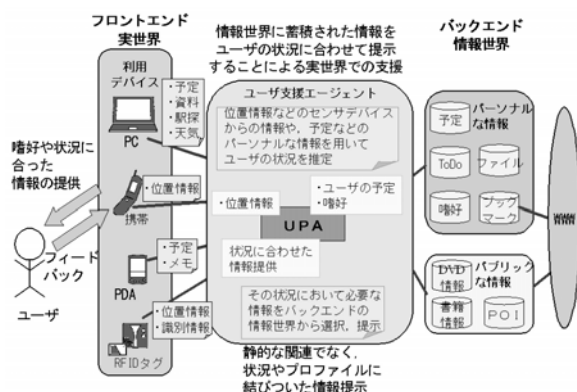 フロントエンド
実世界
情報世界に蓄積された情報を
ユーザの状況に合わせて提示
することによる実世界での支援
バックエンド
情報世界
利用
デバイス
・予定
・資料
・駅探
・天気
PC
・位置情報
携帯
・予定
・メモ
PDA
・位置情報
・識別情報
RFIDタグ
嗜好や状況に
合った
情報の提供
フィード
バック
ユーザ
ユーザ支援エージェント
位置情報などのセンサデバイス
からの情報や，予定などの
パーソナルな情報を用いて
ユーザの状況を推定
・位置情報
・ユーザの予定
・嗜好
UPA
状況に合わせた
情報提供
その状況において必要な
情報をバックエンドの
情報世界から選択，提示
静的な関連でなく，
状況やプロファイルに
結びついた情報提示
パーソナル
な情報
予定
ToDo
ファイル
嗜好
ブック
マーク
パブリック
な情報
DVD
情報
書籍
情報
POI
WWW